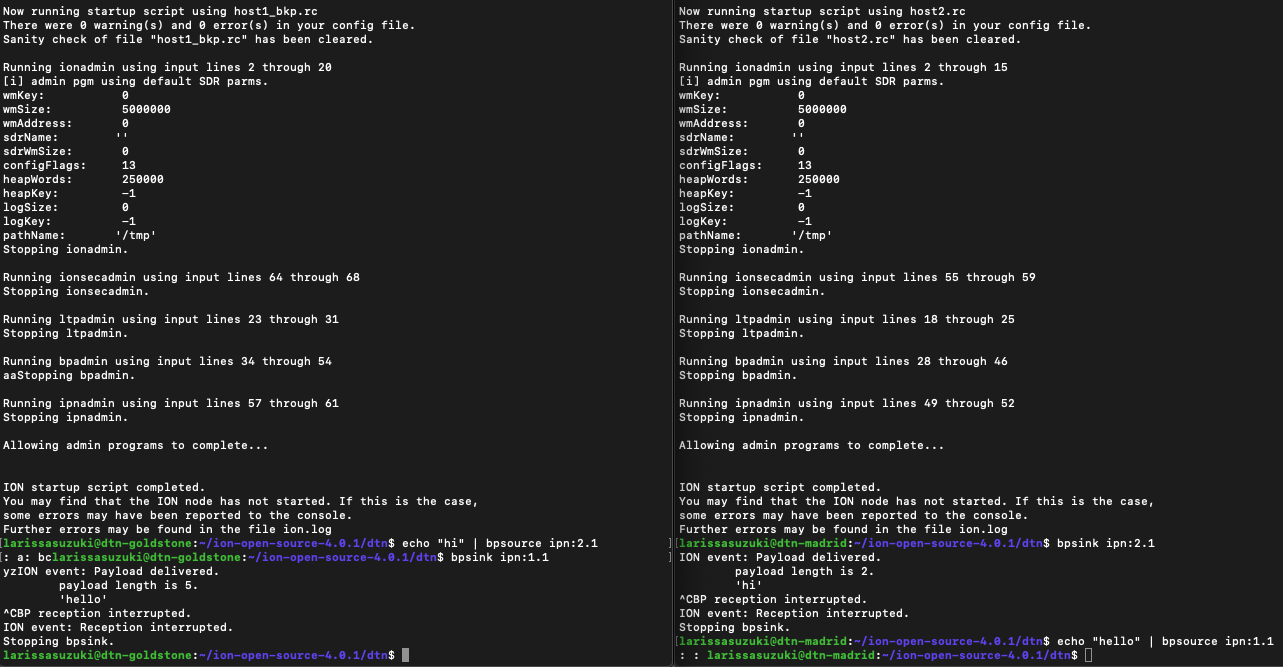 Now running startup script using host1_bkp.rc
There were 0 warning(s) and 0 error(s) in your config file.
Sanity check of file "host1_bkp.rc" has been cleared.
Running ionadmin using input lines 2 through 20
[i] admin pgm using default SDR parms.
wmKey: 0
wmSize: 5000000
wmAddress: 0
sdrName: ''
sdrWmSize: 0
configFlags: 13
heapWords: 250000
heapKey: -1
logSize: 0
logKey: -1
pathName: '/tmp'
Stopping ionadmin.
Running ionsecadmin using input lines 64 through 68
Stopping ionsecadmin.
Running ltpadmin using input lines 23 through 31
Stopping ltpadmin.
Running bpadmin using input lines 34 through 54
aaStopping bpadmin.
Running ipnadmin using input lines 57 through 61
Stopping ipnadmin.
Allowing admin programs to complete...
ION startup script completed.
You may find that the ION node has not started. If this is the case,
some errors may have been reported to the console.
Further errors may be found in the file ion.log
[larissasuzuki@dtn-goldstone:~/ion-open-source-4.0.1/dtn$ echo "hi" | bpsource ipn:2.1 ]
[: a: bclarissasuzuki@dtn-goldstone:~/ion-open-source-4.0.1/dtn$ bpsink ipn:1.1 ]
yzION event: Payload delivered.
payload length is 5.
'hello'
^CBP reception interrupted.
ION event: Reception interrupted.
Stopping bpsink.
larissasuzuki@dtn-goldstone:~/ion-open-source-4.0.1/dtn$
Now running startup script using host2.rc
There were 0 warning(s) and 0 error(s) in your config file.
Sanity check of file "host2.rc" has been cleared.
Running ionadmin using input lines 2 through 15
[i] admin pgm using default SDR parms.
wmKey: 0
wmSize: 5000000
wmAddress: 0
sdrName: ''
sdrWmSize: 0
configFlags: 13
heapWords: 250000
heapKey: -1
logSize: 0
logKey: -1
pathName: '/tmp'
Stopping ionadmin.
Running ionsecadmin using input lines 55 through 59
Stopping ionsecadmin.
Running ltpadmin using input lines 18 through 25
Stopping ltpadmin.
Running bpadmin using input lines 28 through 46
Stopping bpadmin.
Running ipnadmin using input lines 49 through 52
Stopping ipnadmin.
Allowing admin programs to complete...
ION startup script completed.
You may find that the ION node has not started. If this is the case,
some errors may have been reported to the console.
Further errors may be found in the file ion.log
[larissasuzuki@dtn-madrid:~/ion-open-source-4.0.1/dtn$ bpsink ipn:2.1
ION event: Payload delivered.
payload length is 2.
'hi'
^CBP reception interrupted.
ION event: Reception interrupted.
Stopping bpsink.
[larissasuzuki@dtn-madrid:~/ion-open-source-4.0.1/dtn$ echo "hello" | bpsource ipn:1.1
: : larissasuzuki@dtn-madrid:~/ion-open-source-4.0.1/dtn$